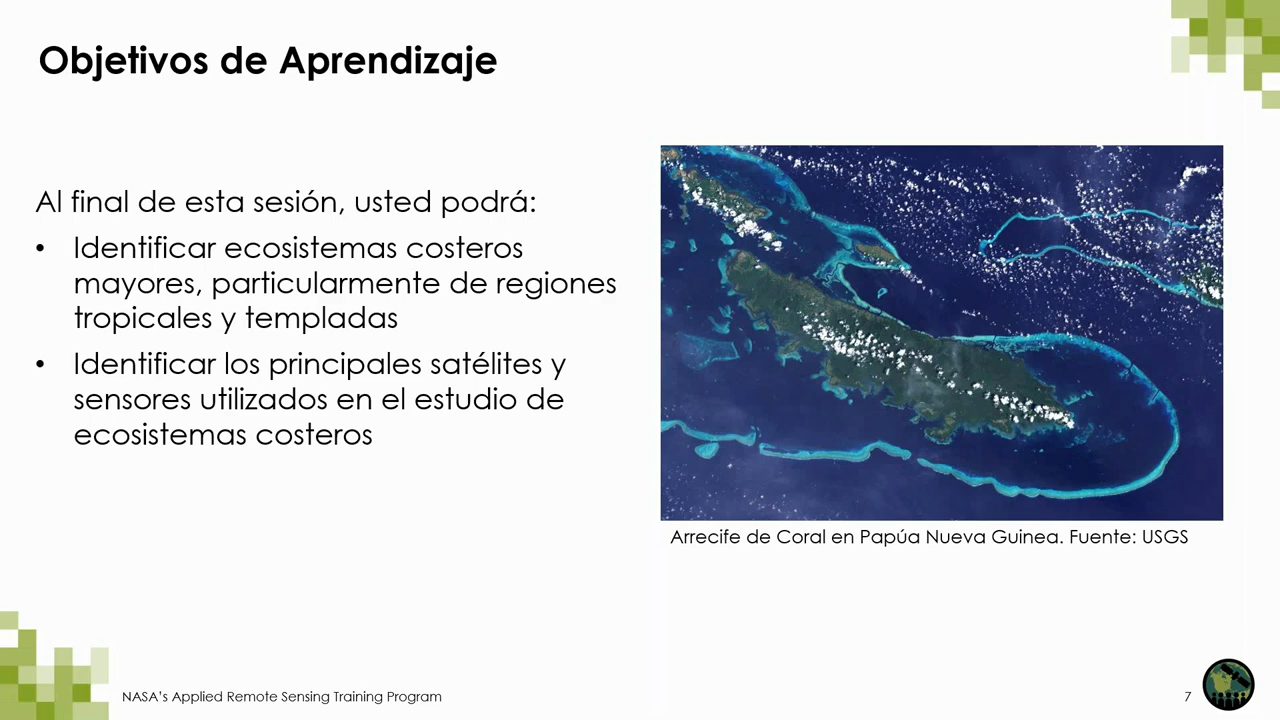 Objetivos de Aprendizaje
Al final de esta sesión, usted podrá:
• Identificar ecosistemas costeros
mayores, particularmente de regiones
tropicales y templadas
• Identificar los principales satélites y
sensores utilizados en el estudio de
ecosistemas costeros
Arrecife de Coral en Papúa Nueva Guinea. Fuente: USGS
NASA's Applied Remote Sensing Training Program
7